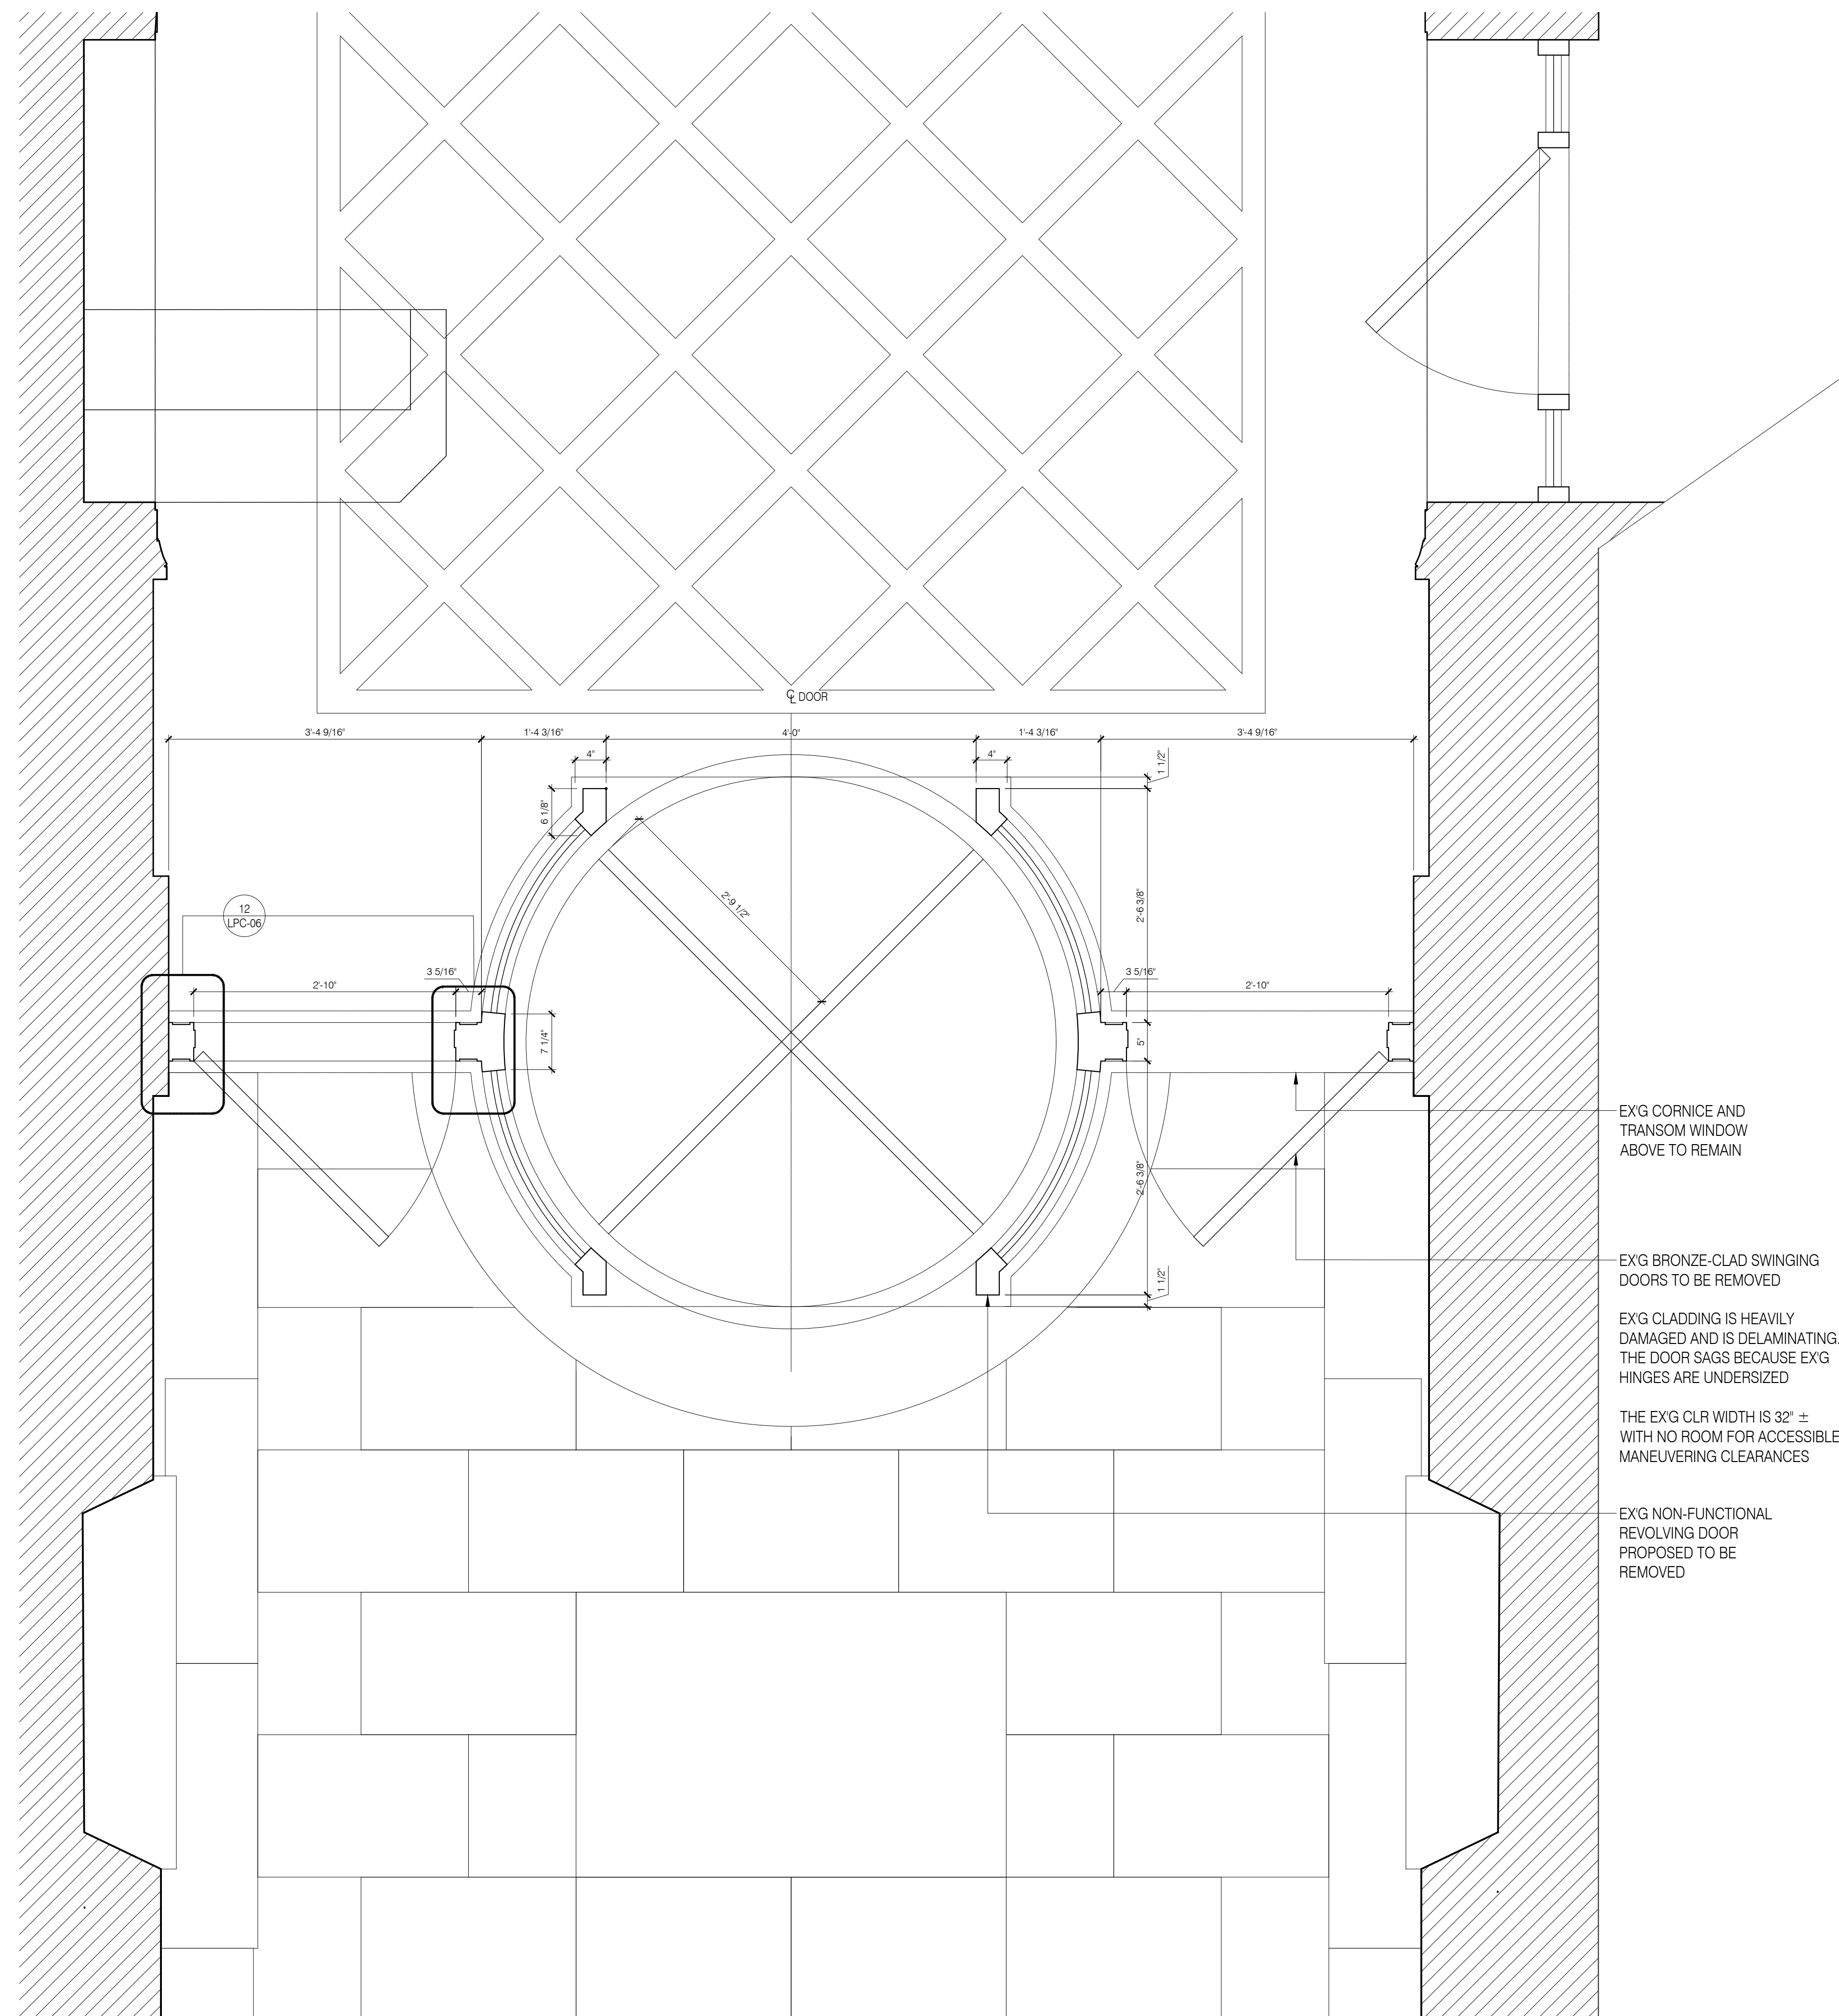 ℄ DOOR
3'-4 9/16"
1'-4 3/16"
4'-0"
1'-4 3/16"
3'-4 9/16"
4"
4"
1 1/2"
6 1/8"
2'-9 1/2"
2'-6 3/8"
12
LPC-06
2'-10"
3 5/16"
3 5/16"
2'-10"
7 1/4"
5"
2'-6 3/8"
1 1/2"
EX'G CORNICE AND
TRANSOM WINDOW
ABOVE TO REMAIN
EX'G BRONZE-CLAD SWINGING
DOORS TO BE REMOVED
EX'G CLADDING IS HEAVILY
DAMAGED AND IS DELAMINATING.
THE DOOR SAGS BECAUSE EX'G
HINGES ARE UNDERSIZED
THE EX'G CLR WIDTH IS 32" ±
WITH NO ROOM FOR ACCESSIBLE
MANEUVERING CLEARANCES
EX'G NON-FUNCTIONAL
REVOLVING DOOR
PROPOSED TO BE
REMOVED